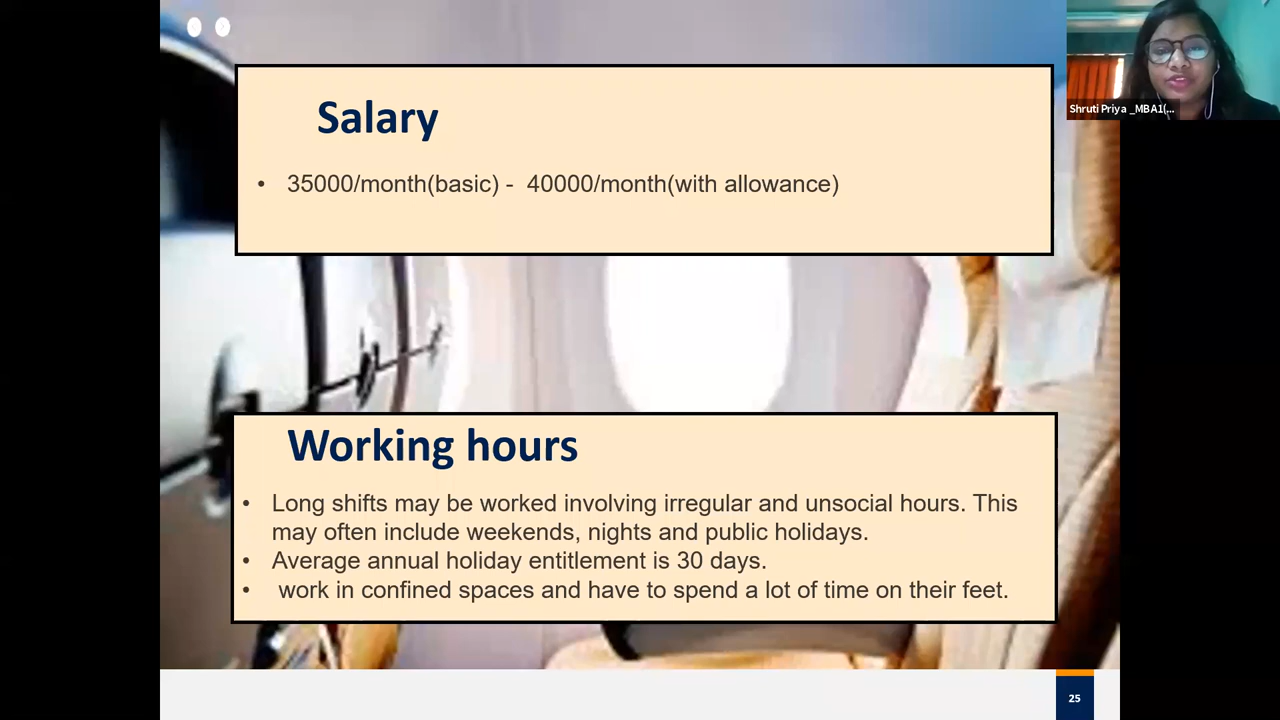 Salary
• 35000/month(basic) - 40000/month(with allowance)
Shruti Priya _MBA1(...
Working hours
• Long shifts may be worked involving irregular and unsocial hours. This
may often include weekends, nights and public holidays.
• Average annual holiday entitlement is 30 days.
• work in confined spaces and have to spend a lot of time on their feet.
25